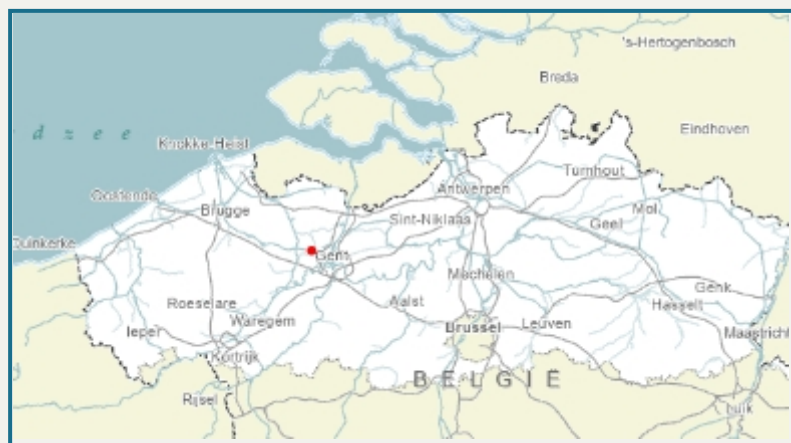 's-Hertogenbosch
Breda
d z e e
Eindhoven
Knokke-Heist
Turnhout
Antwerpen
Oostende
Mol
Brugge
Sint-Niklaas
Geel
Duinkerke
Gent
Mechelen
Genk
Roeselare
Aalst
Hasselt
Waregem
Brussel
Leuven
Ieper
Maastricht
Kortrijk
BELGIË
Rijsel
Luik